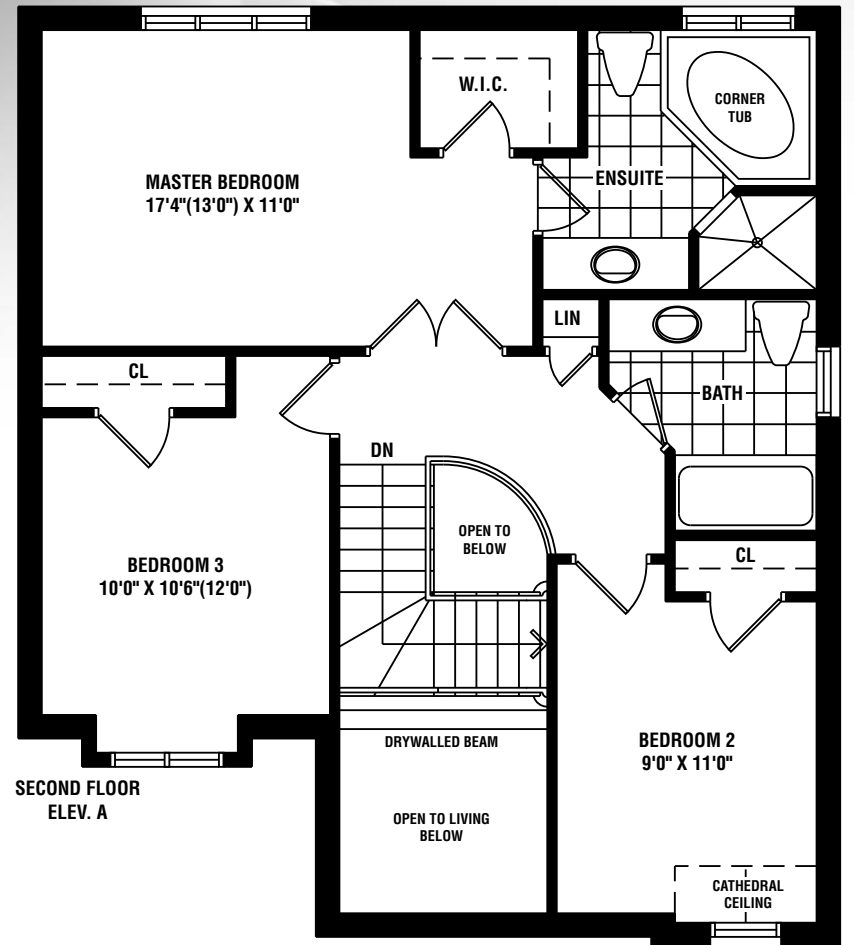 W.I.C.
CORNER
TUB
MASTER BEDROOM
17'4"(13'0") X 11'0"
ENSUITE
LIN
CL
BATH
DN
OPEN TO
BELOW
CL
BEDROOM 3
10'0" X 10'6"(12'0")
DRYWALLED BEAM
BEDROOM 2
9'0" X 11'0"
SECOND FLOOR
ELEV. A
OPEN TO LIVING
BELOW
CATHEDRAL
CEILING